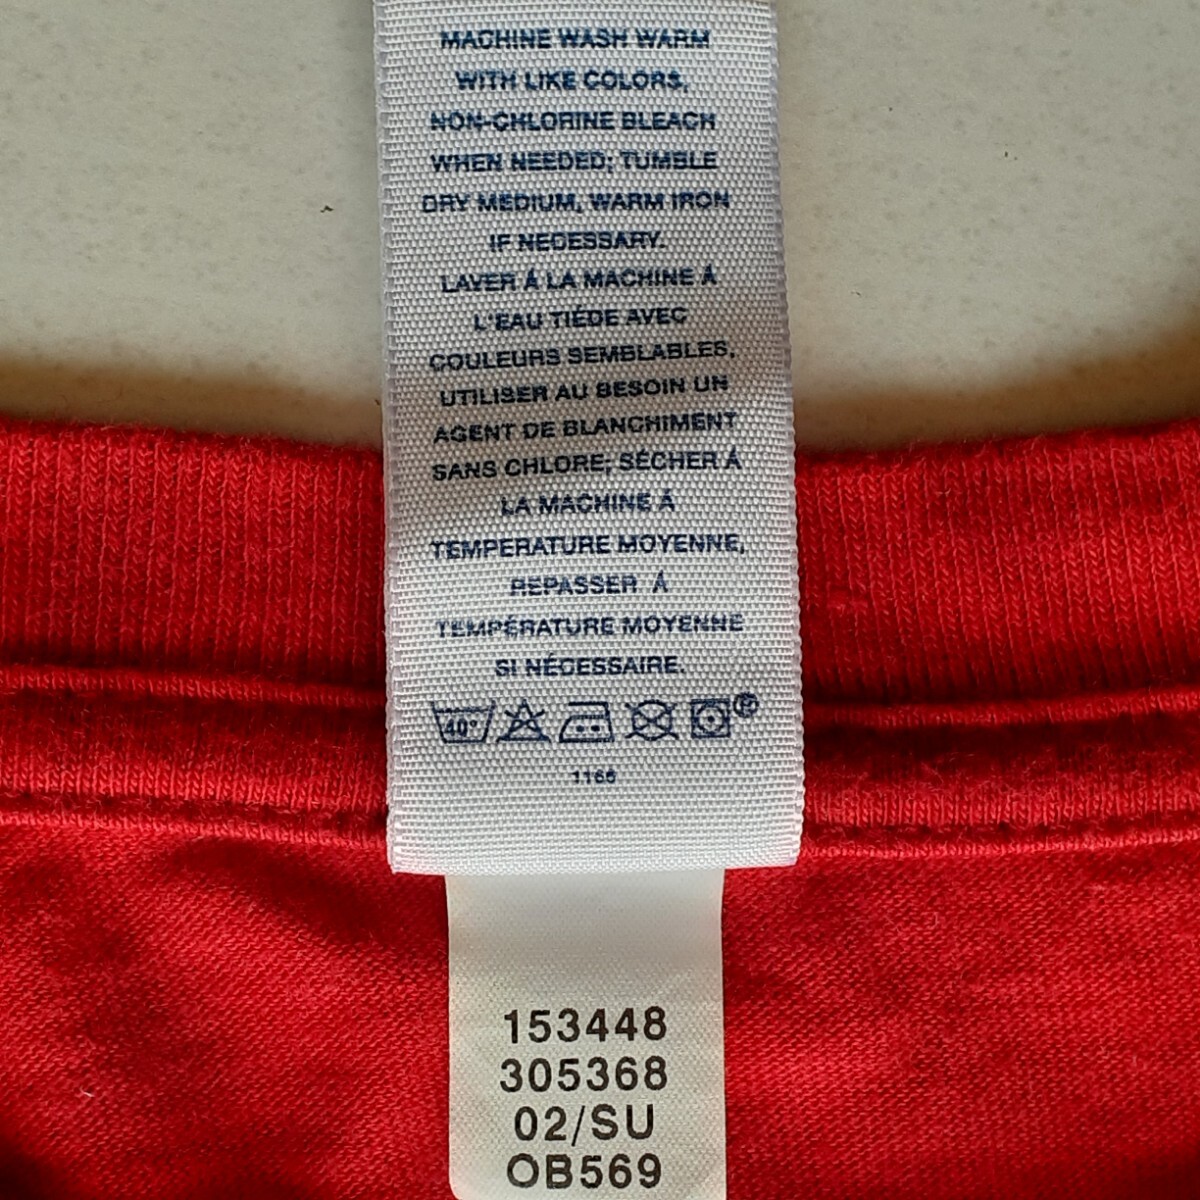 MACHINE WASH WARM
WITH LIKE COLORS,
NON-CHLORINE BLEACH
WHEN NEEDED; TUMBLE
DRY MEDIUM, WARM IRON
IF NECESSARY.
LAVER Á LA MACHINE Á
L'EAU TIÉDE AVEC
COULEURS SEMBLABLES,
UTILISER AU BESOIN UN
AGENT DE BLANCHIMENT
SANS CHLORE; SÉCHER Á
LA MACHINE Á
TEMPERATURE MOYENNE,
REPASSER Á
TEMPÉRATURE MOYENNE
SI NÉCESSAIRE.
40° ®
1166
153448
305368
02/SU
OB569